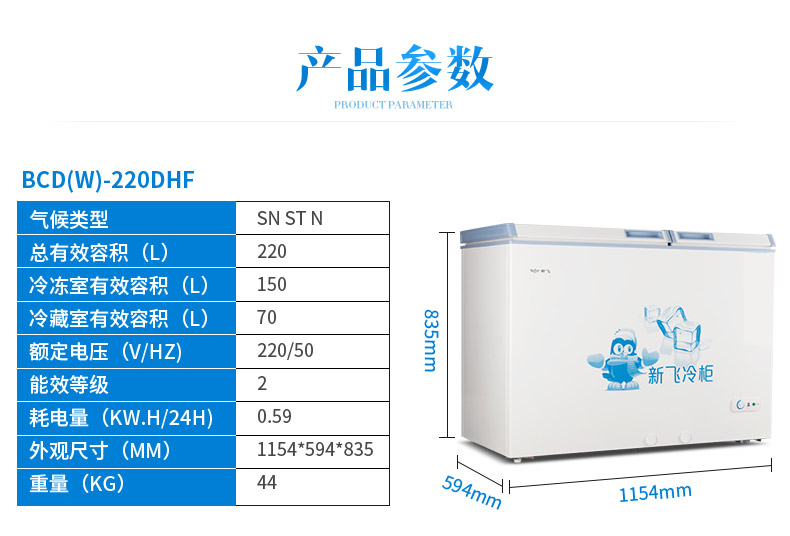 产品参数
PRODUCT PARAMETER
BCD(W)-220DHF
气候类型 SN ST N
总有效容积（L） 220
冷冻室有效容积（L） 150
冷藏室有效容积（L） 70
额定电压（V/HZ) 220/50
能效等级 2
耗电量（KW.H/24H) 0.59
外观尺寸（MM） 1154*594*835
重量（KG） 44
835mm
新飞冷柜
594mm
1154mm